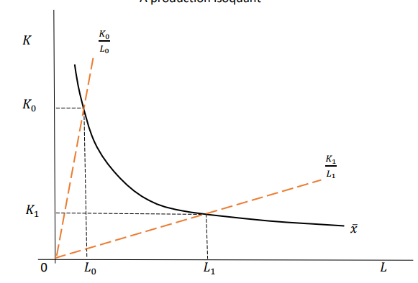 A production isoquant
K
K₀/L₀
K₀
K₁/L₁
K₁
x̄
0
L₀
L₁
L